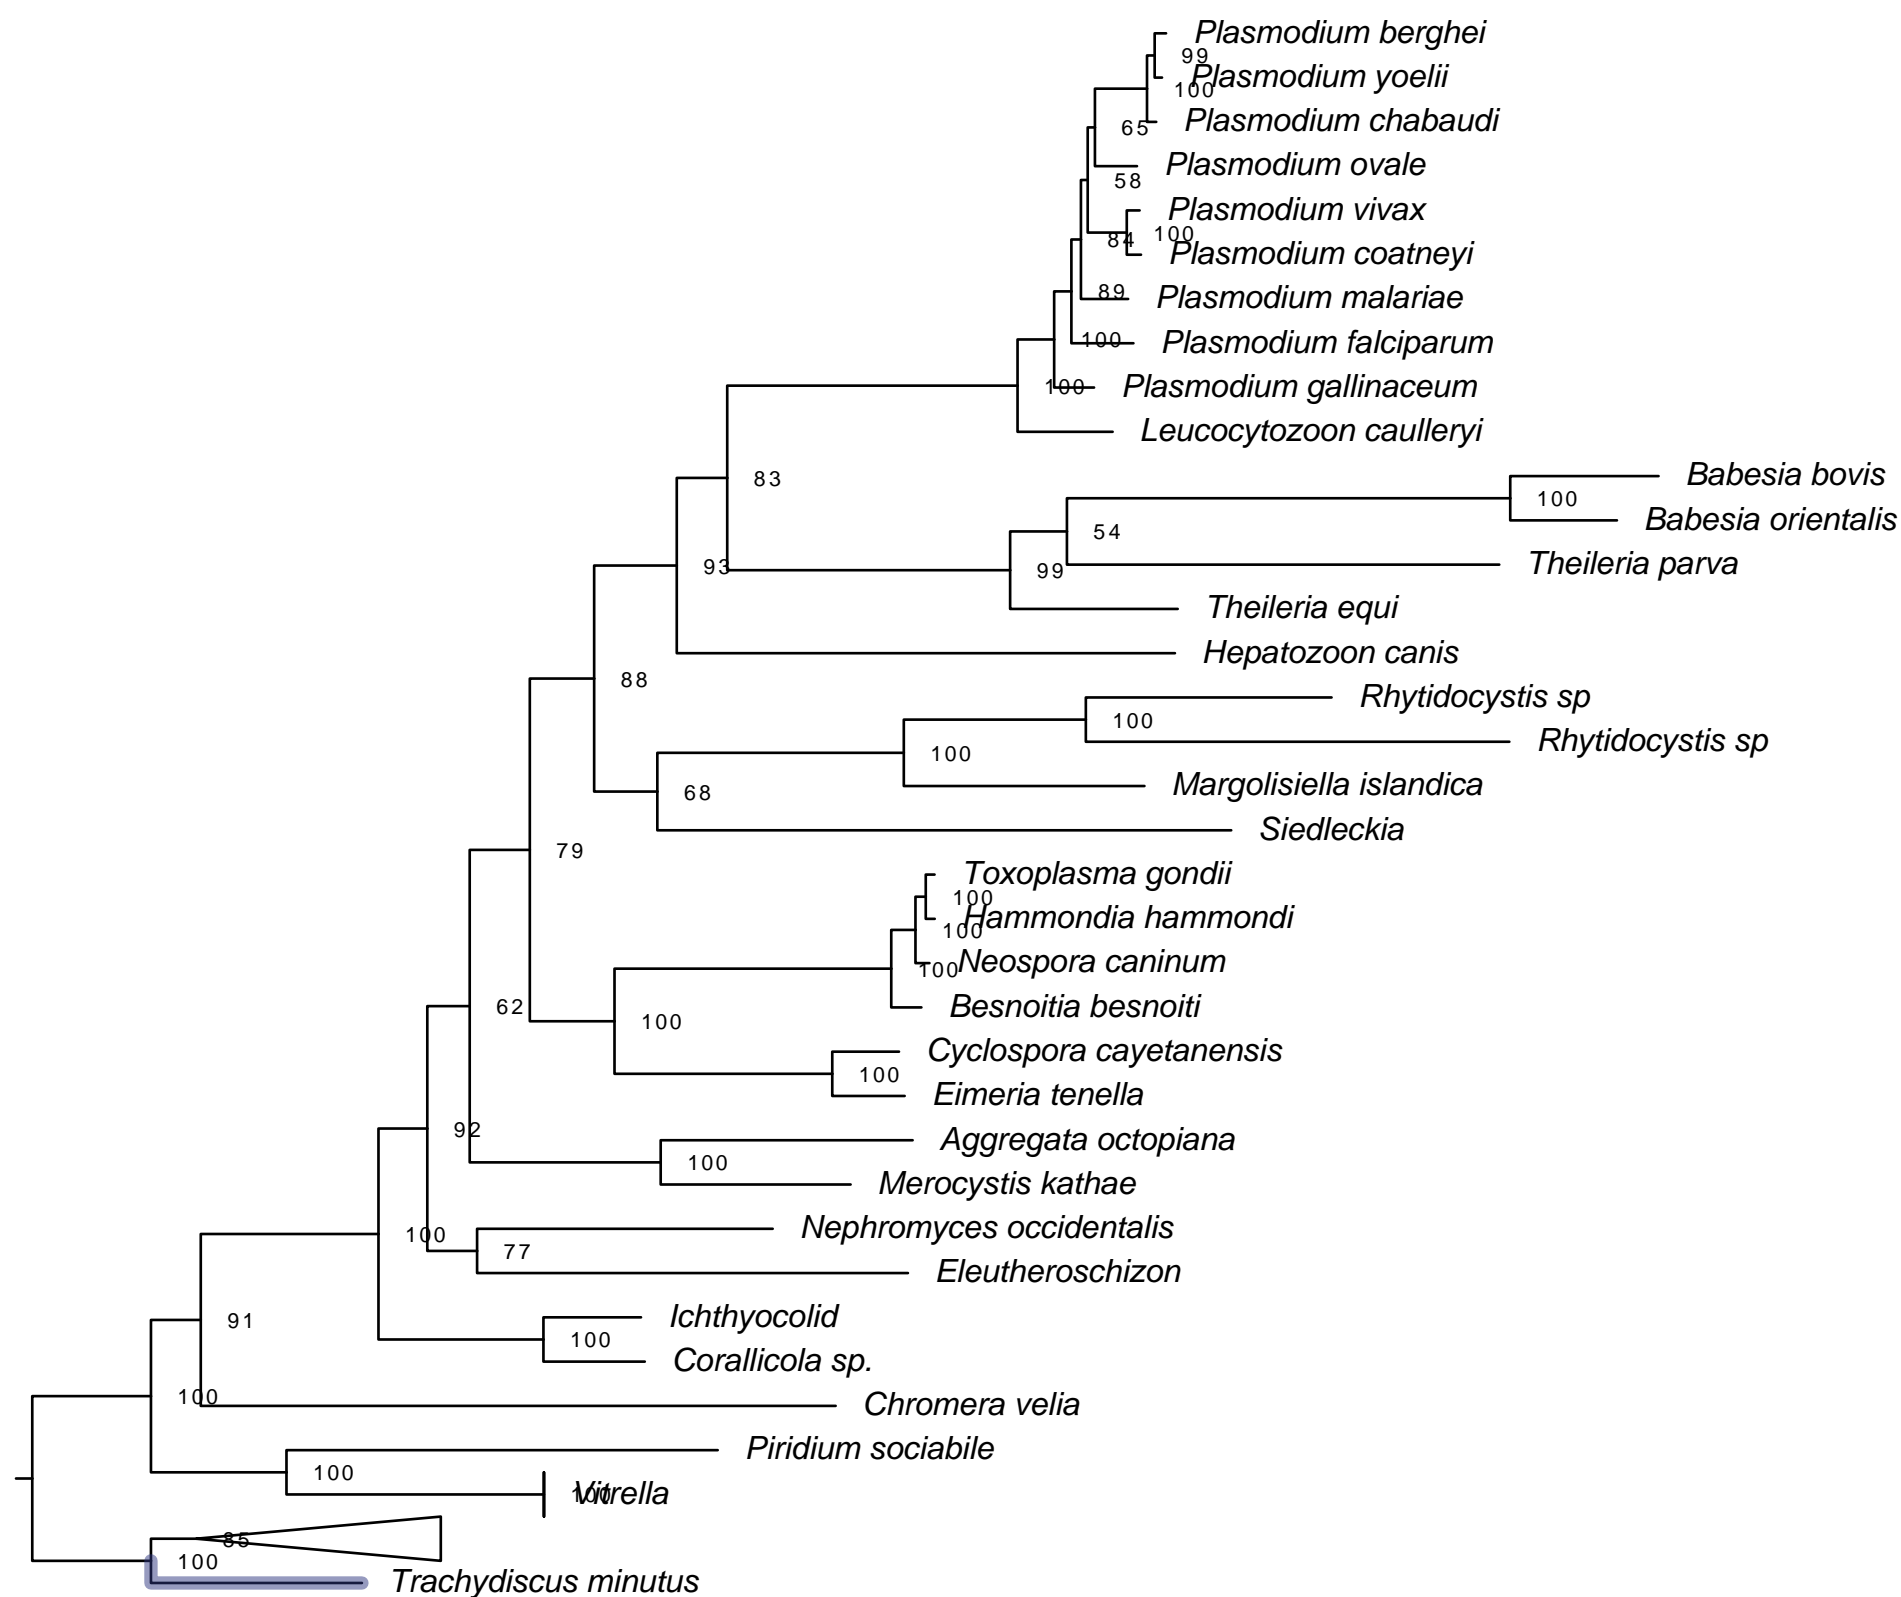 Plasmodium berghei
99
Plasmodium yoelii
100
Plasmodium chabaudi
65
Plasmodium ovale
58
Plasmodium vivax
100
84
Plasmodium coatneyi
89
Plasmodium malariae
100
Plasmodium falciparum
100
Plasmodium gallinaceum
Leucocytozoon caulleryi
83
Babesia bovis
100
Babesia orientalis
54
93
99
Theileria parva
Theileria equi
Hepatozoon canis
88
Rhytidocystis sp
100
Rhytidocystis sp
100
68
Margolisiella islandica
Siedleckia
79
Toxoplasma gondii
100
Hammondia hammondi
100
Neospora caninum
100
62
Besnoitia besnoiti
100
Cyclospora cayetanensis
100
Eimeria tenella
92
Aggregata octopiana
100
Merocystis kathae
Nephromyces occidentalis
100
77
Eleutheroschizon
91
Ichthyocolid
100
Corallicola sp.
100
Chromera velia
Piridium sociabile
100
Vitrella
100
85
100
Trachydiscus minutus